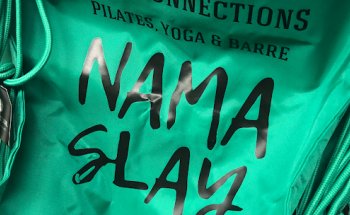 CONNECTIONS
PILATES, YOGA & BARRE
NAMA
SLAY